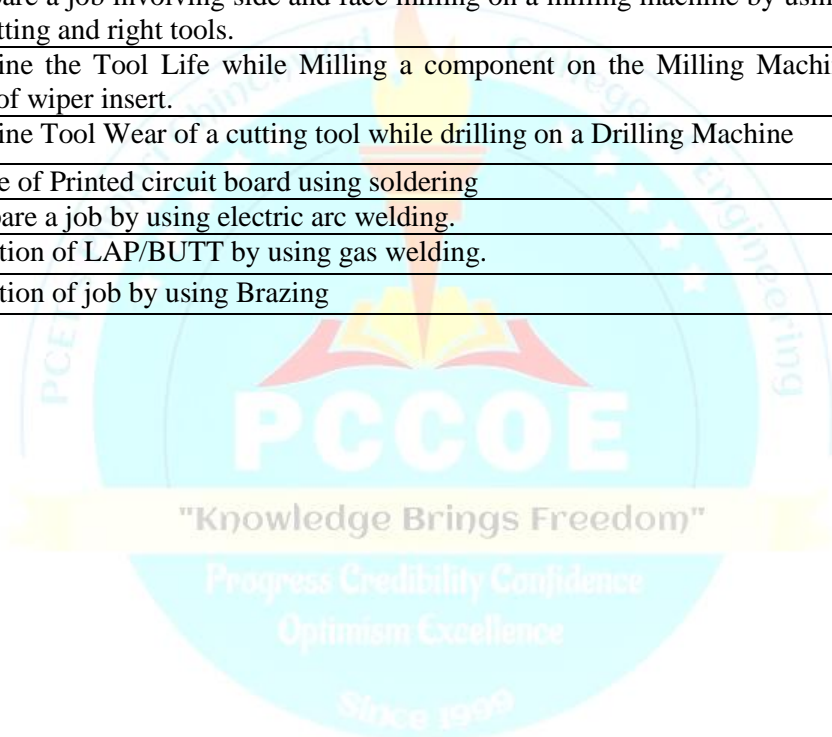 pare a job involving side and face milling on a milling machine by using
tting and right tools.
ine the Tool Life while Milling a component on the Milling Machi
of wiper insert.
ine Tool Wear of a cutting tool while drilling on a Drilling Machine
e of Printed circuit board using soldering
pare a job by using electric arc welding.
tion of LAP/BUTT by using gas welding.
tion of job by using Brazing
PCCOE
"Knowledge Brings Freedom"
Progress Credibility Confidence
Optimism Excellence
Since 1999
College of Engineering